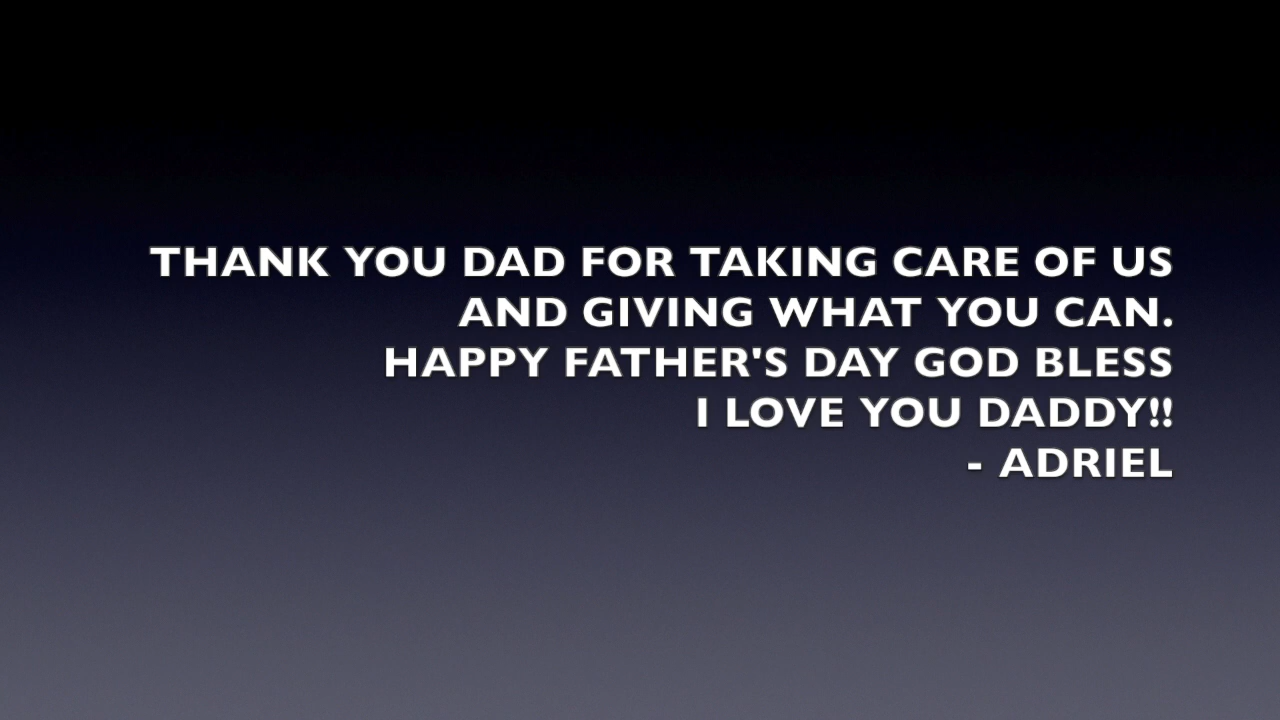 THANK YOU DAD FOR TAKING CARE OF US
AND GIVING WHAT YOU CAN.
HAPPY FATHER'S DAY GOD BLESS
I LOVE YOU DADDY!!
- ADRIEL